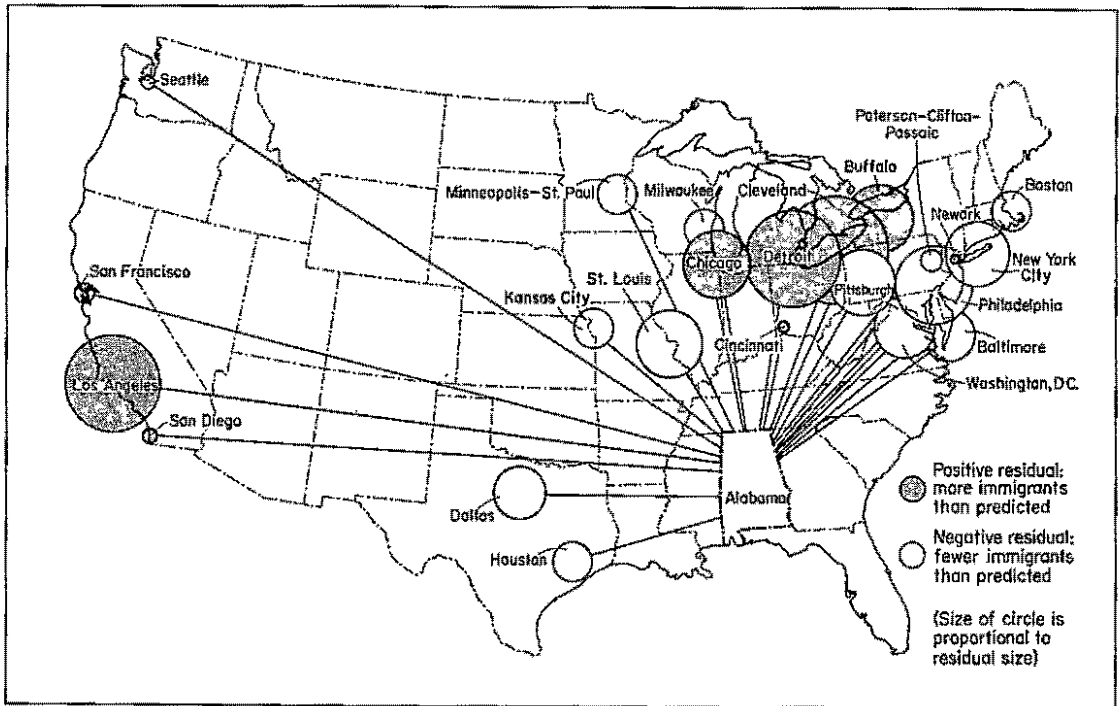 Seattle
Paterson-Clifton-
Passaic
Buffalo
Minneapolis-St. Paul
Milwaukee
Cleveland
Boston
Newark
San Francisco
Chicago
Detroit
New York
City
St. Louis
Kansas City
Pittsburgh
Philadelphia
Cincinnati
Baltimore
Los Angeles
Washington, D.C.
San Diego
Positive residual:
more immigrants
than predicted
Alabama
Dallas
Negative residual:
fewer immigrants
than predicted
Houston
(Size of circle is
proportional to
residual size)